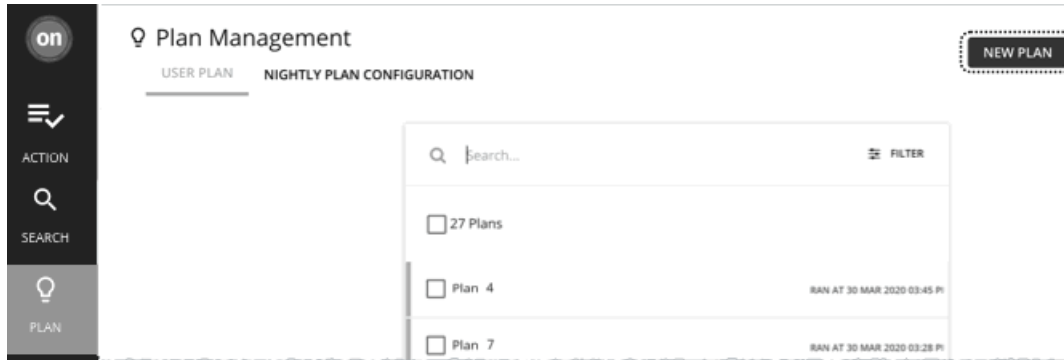 on
Plan Management
NEW PLAN
USER PLAN NIGHTLY PLAN CONFIGURATION
ACTION
Search...
FILTER
SEARCH
27 Plans
Plan 4
RAN AT 30 MAR 2020 03:45
PLAN
Plan 7
RAN AT 30 MAR 2020 03:28